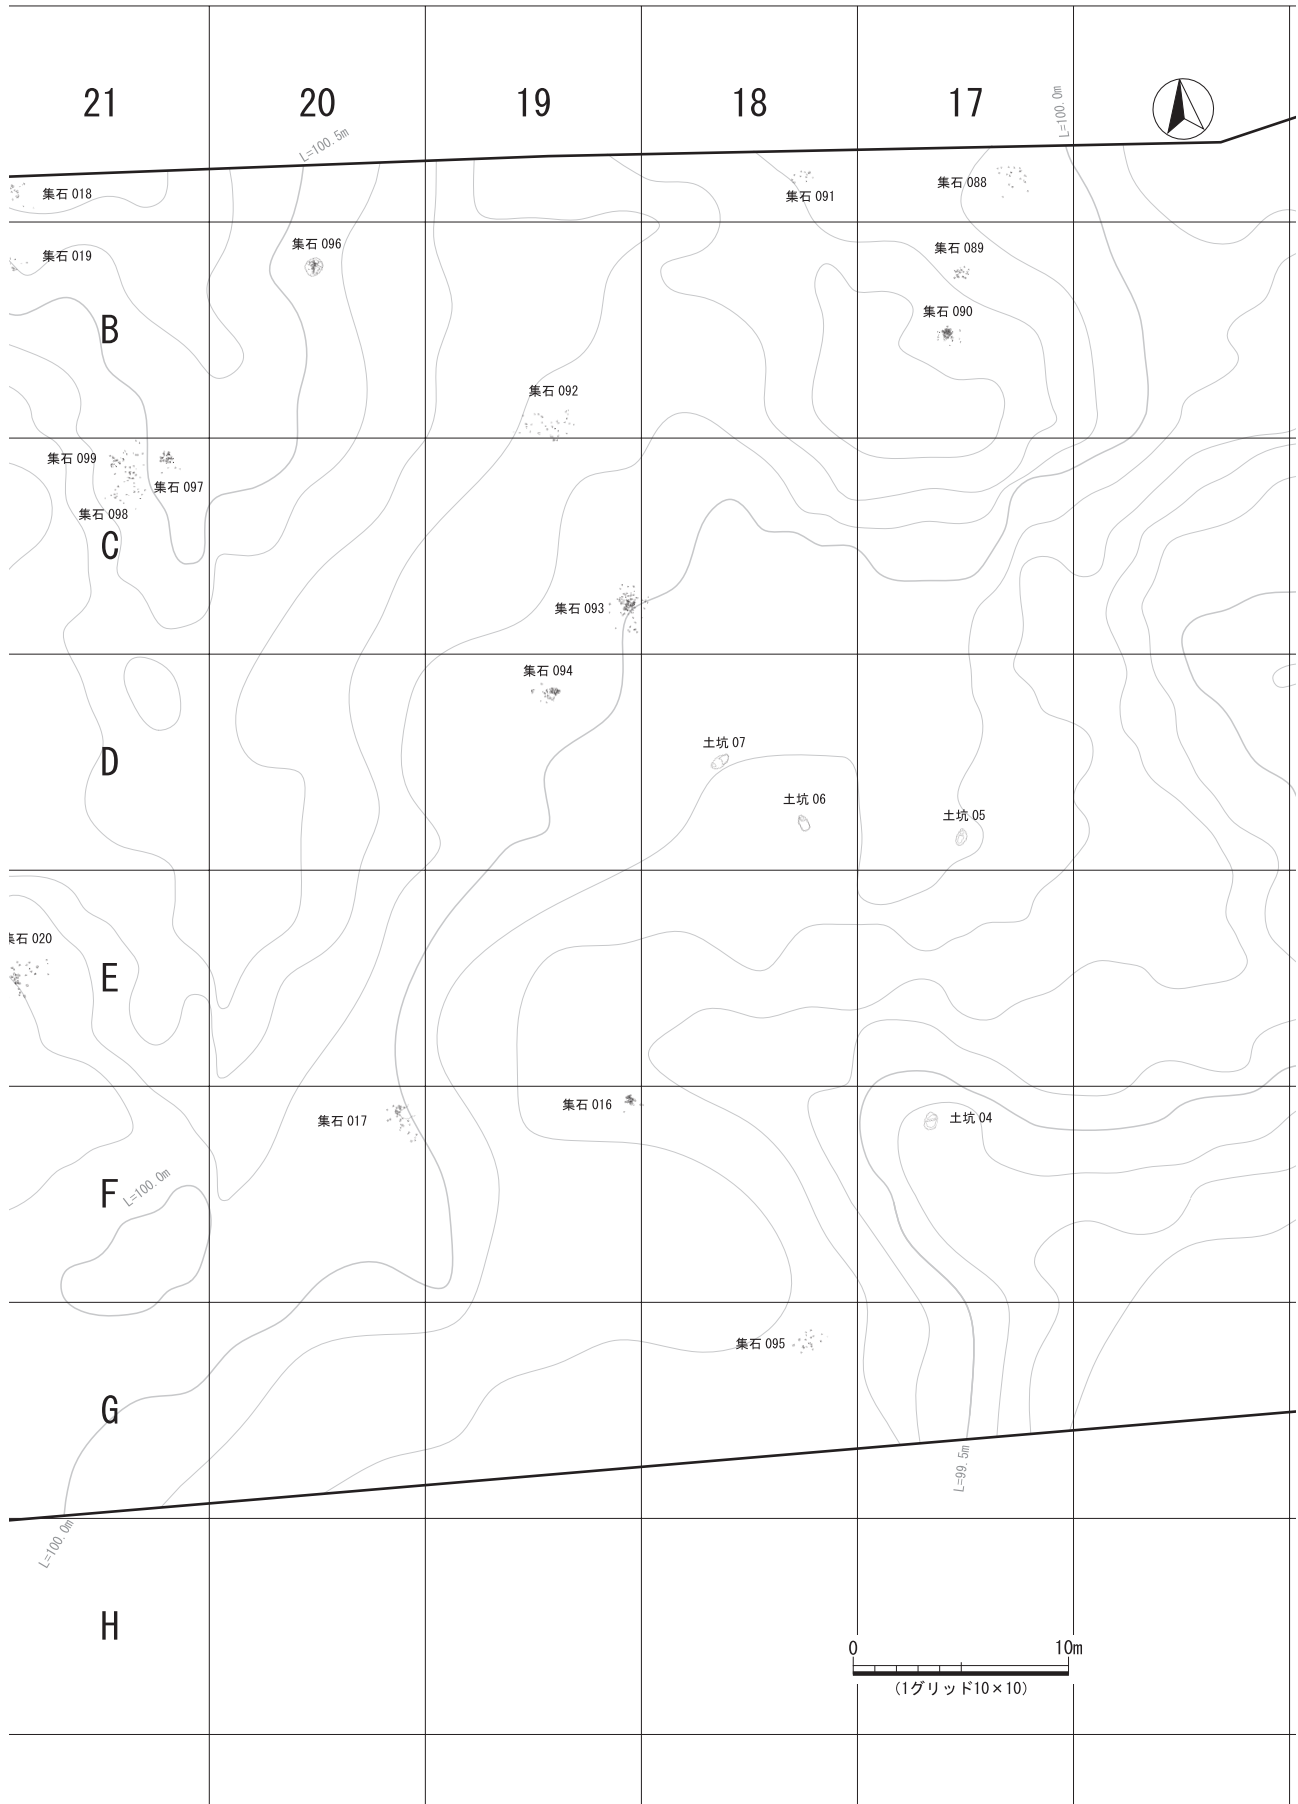 21
20
19
18
17
L=100.5m
L=100.0m
集石 018
集石 091
集石 088
集石 019
集石 096
集石 089
集石 090
B
集石 092
集石 099
集石 097
集石 098
C
集石 093
集石 094
土坑 07
D
土坑 06
土坑 05
集石 020
E
集石 017
集石 016
土坑 04
L=100.0m
F
集石 095
G
L=99.5m
L=100.0m
H
0
10m
(1グリッド10×10)